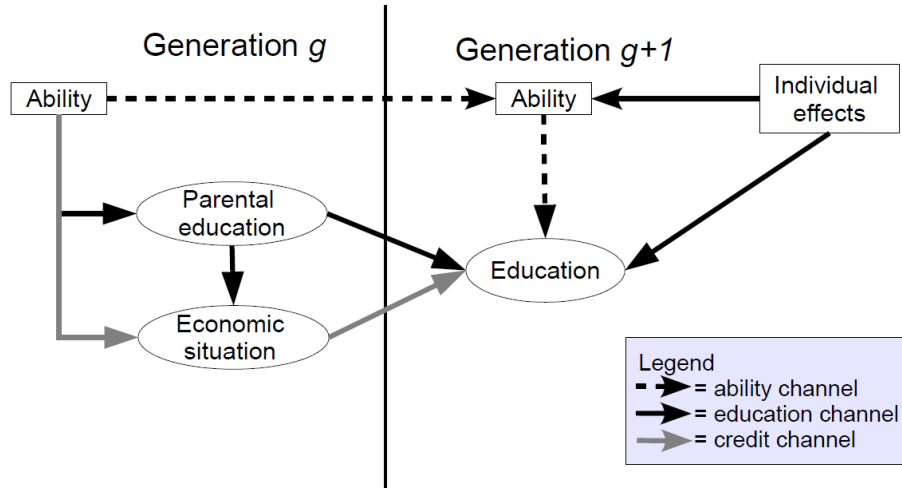 Generation g
Generation g+1
Ability
Ability
Individual
effects
Parental
education
Education
Economic
situation
Legend
= ability channel
= education channel
= credit channel